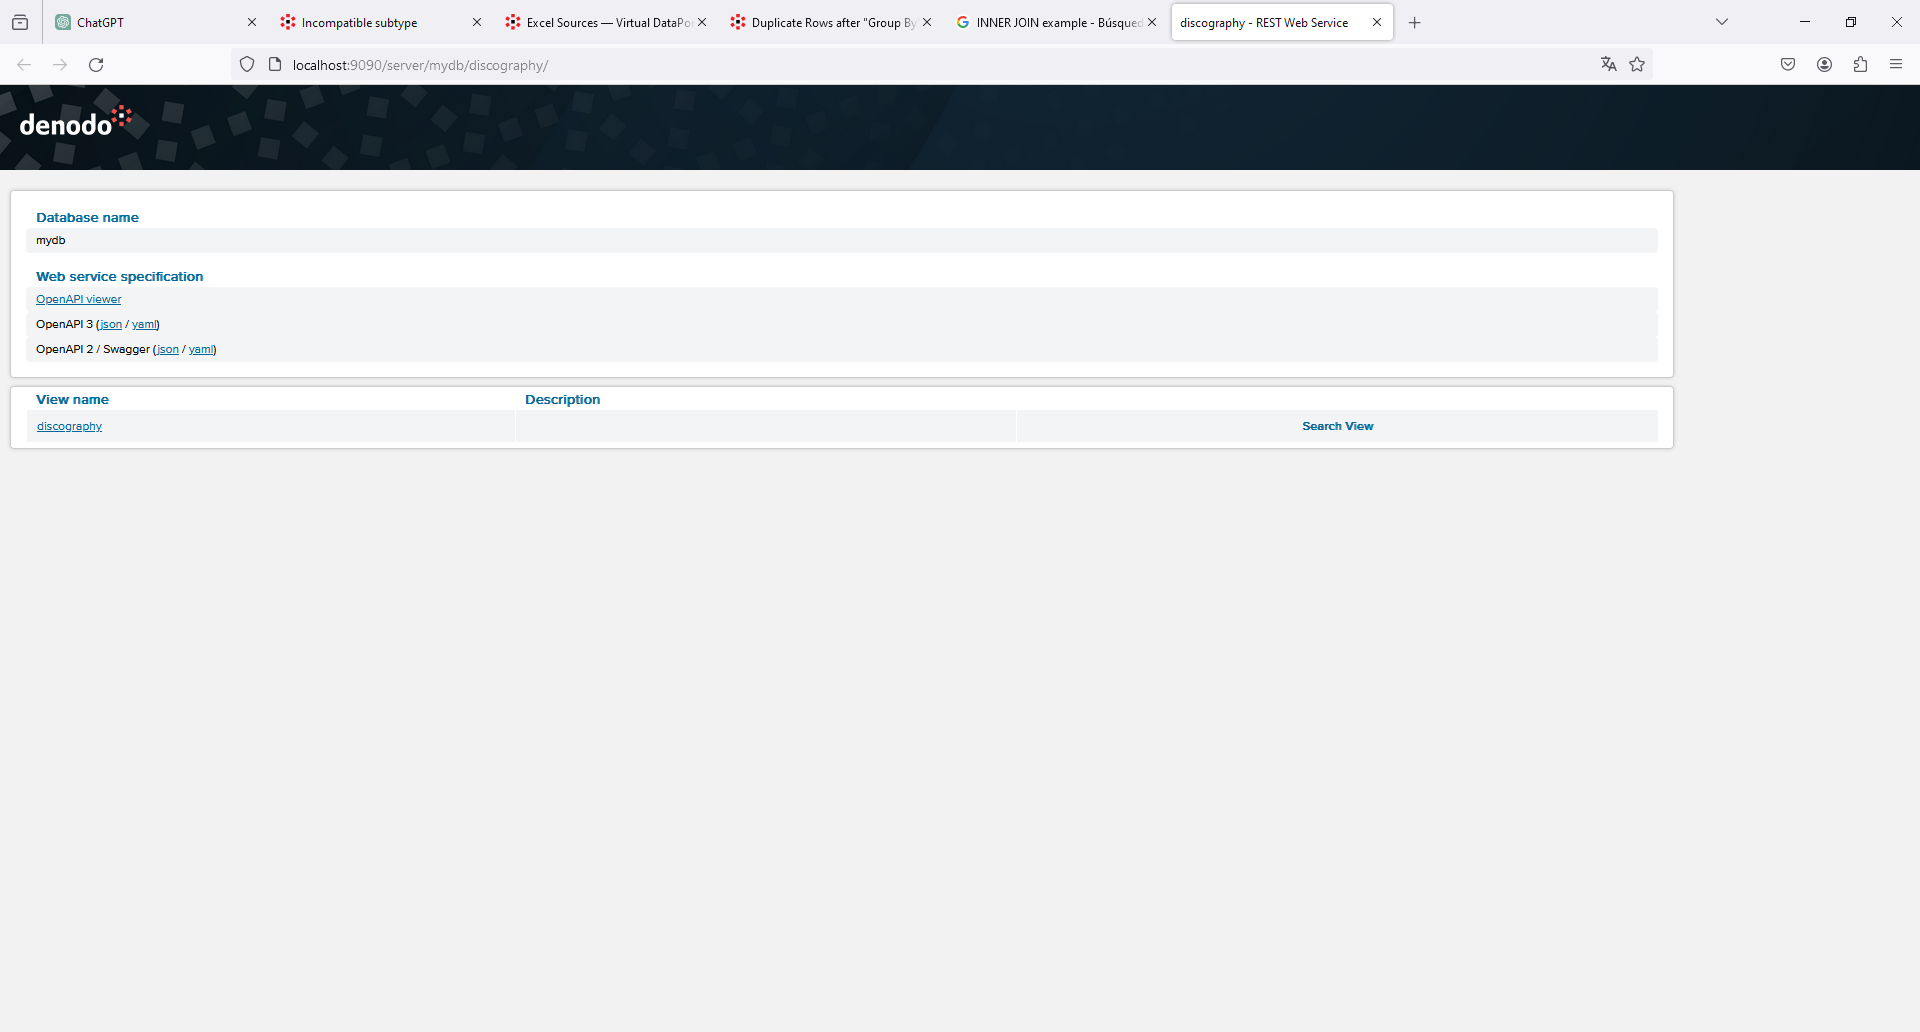 ChatGPT
Incompatible subtype
Excel Sources — Virtual DataPor
Duplicate Rows after "Group By
INNER JOIN example - Búsqued
discography - REST Web Service
localhost:9090/server/mydb/discography/
denodo
Database name
mydb
Web service specification
OpenAPI viewer
OpenAPI 3 (json / yaml)
OpenAPI 2 / Swagger (json / yaml)
View name Description
discography Search View